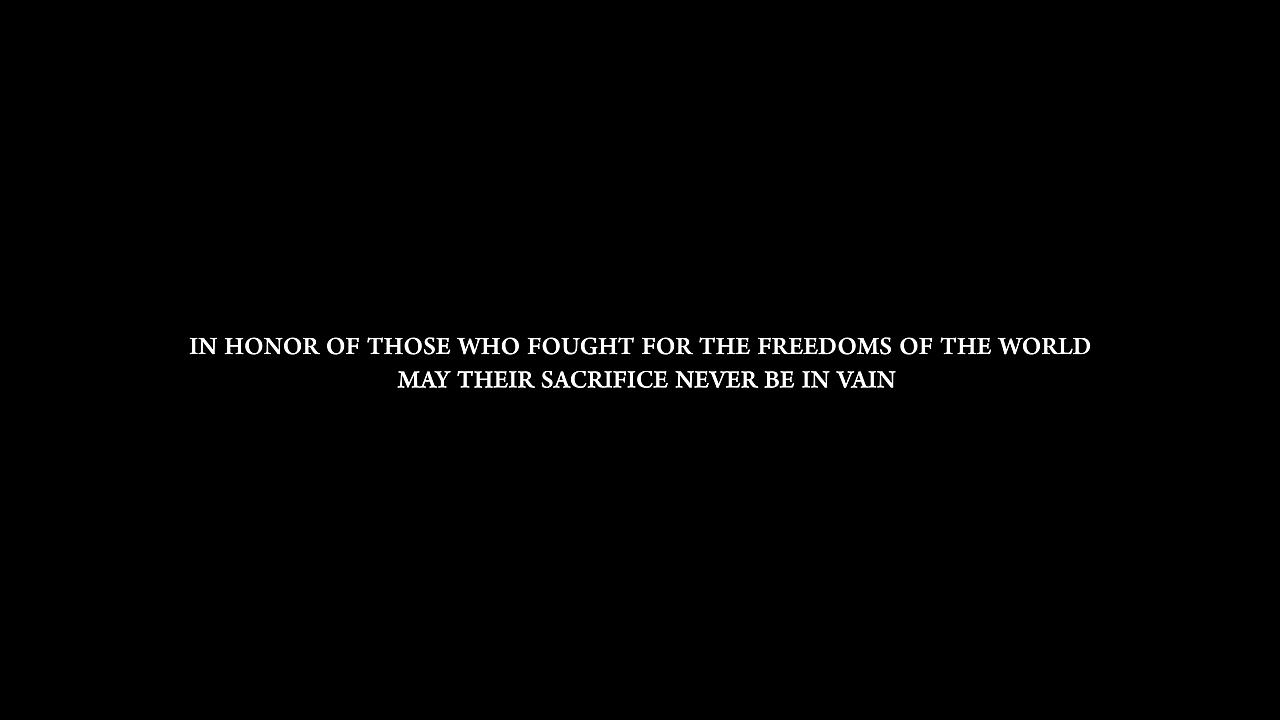 IN HONOR OF THOSE WHO FOUGHT FOR THE FREEDOMS OF THE WORLD
MAY THEIR SACRIFICE NEVER BE IN VAIN